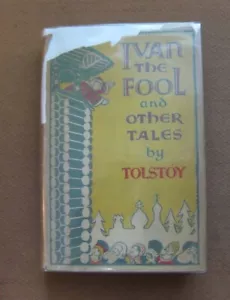 IVAN
THE
FOOL
and
OTHER
TALES
by
TOLSTOY